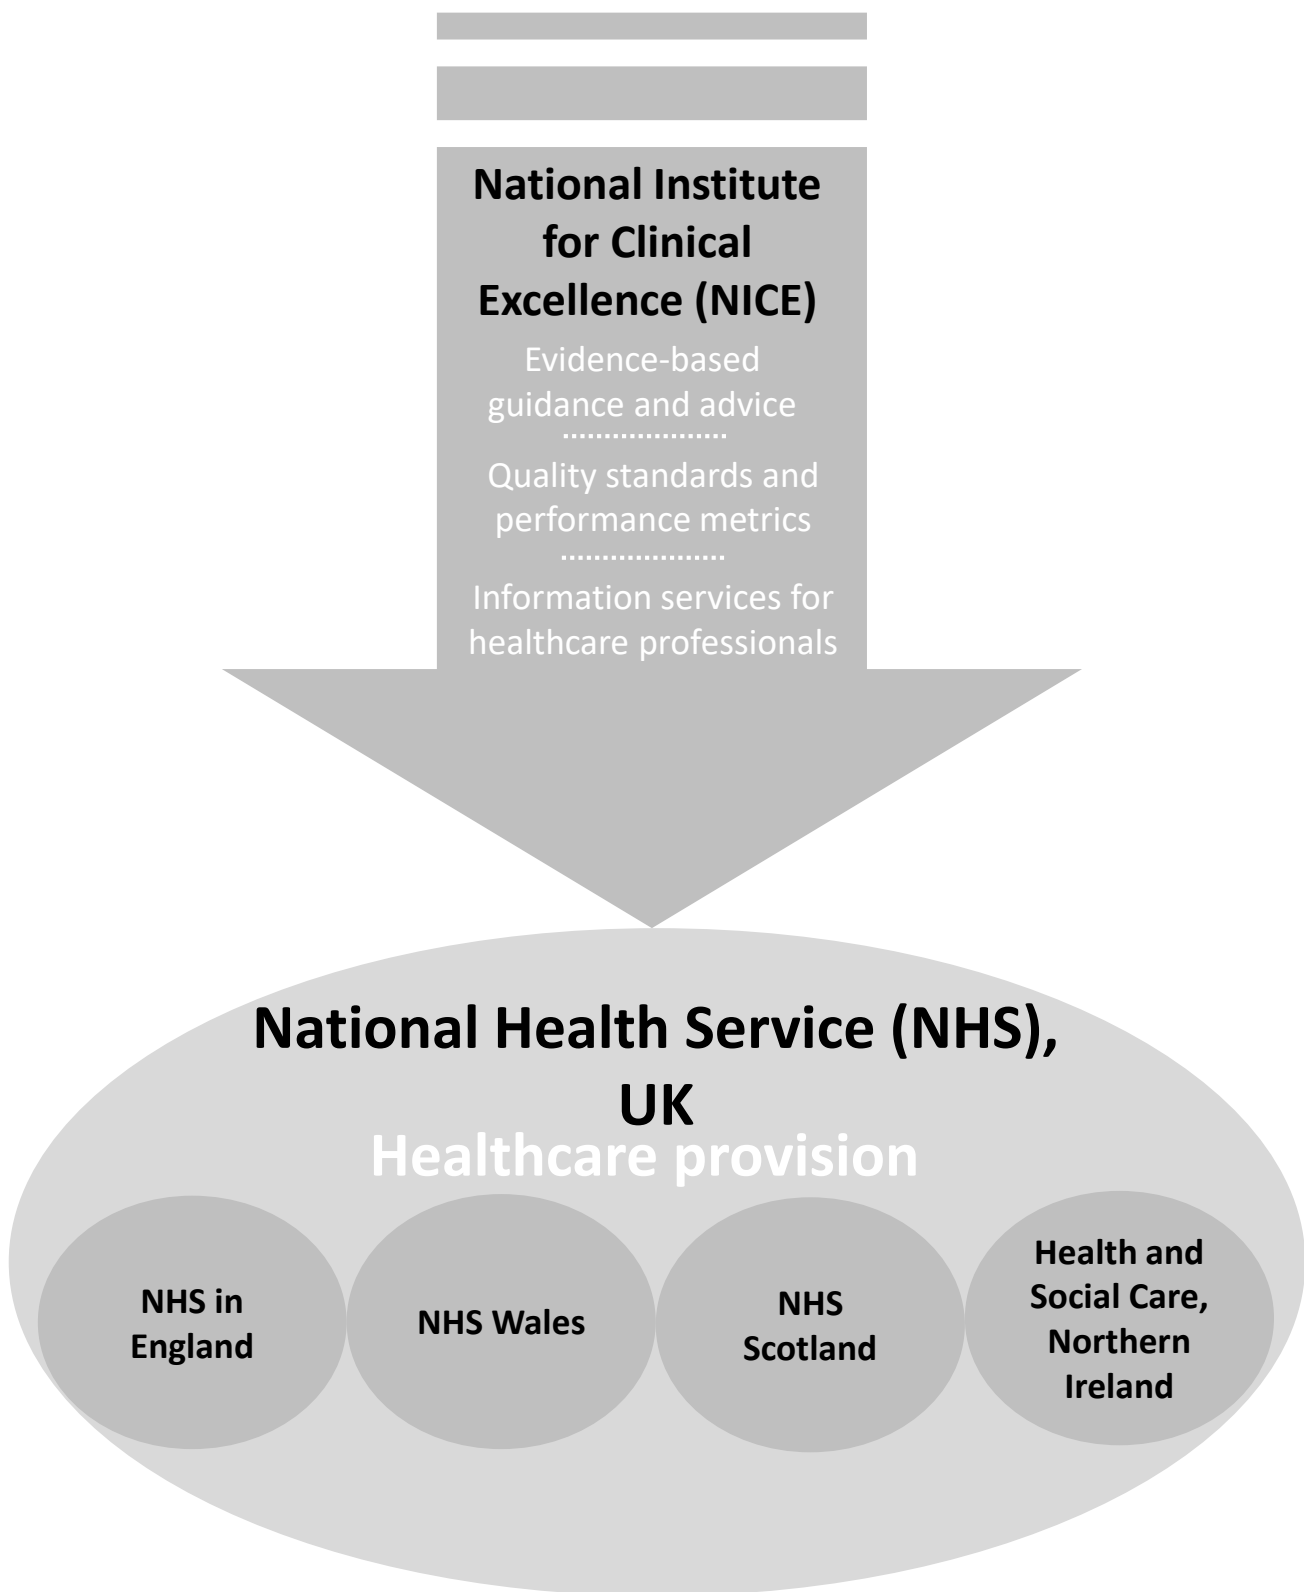 National Institute
for Clinical
Excellence (NICE)
Evidence-based
guidance and advice
Quality standards and
performance metrics
Information services for
healthcare professionals
National Health Service (NHS),
UK
Healthcare provision
NHS in
England
NHS Wales
NHS
Scotland
Health and
Social Care,
Northern
Ireland